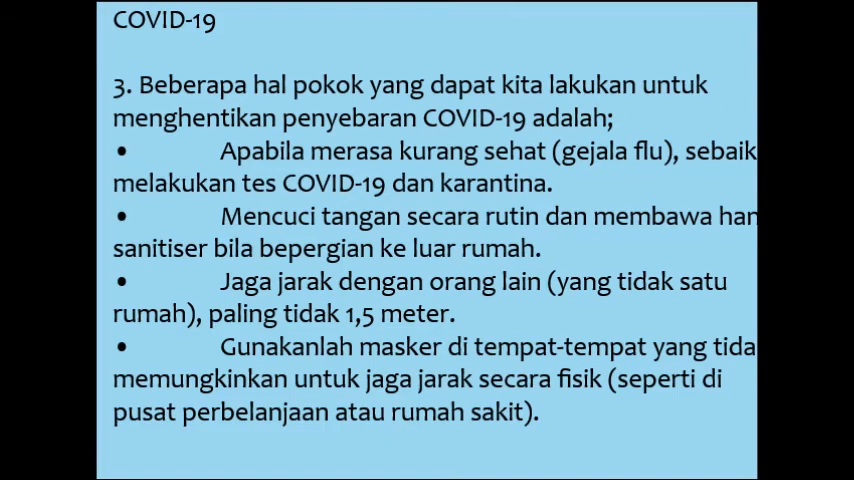 COVID-19
3. Beberapa hal pokok yang dapat kita lakukan untuk
menghentikan penyebaran COVID-19 adalah;
• Apabila merasa kurang sehat (gejala flu), sebaik
melakukan tes COVID-19 dan karantina.
• Mencuci tangan secara rutin dan membawa han
sanitiser bila bepergian ke luar rumah.
• Jaga jarak dengan orang lain (yang tidak satu
rumah), paling tidak 1,5 meter.
• Gunakanlah masker di tempat-tempat yang tida
memungkinkan untuk jaga jarak secara fisik (seperti di
pusat perbelanjaan atau rumah sakit).